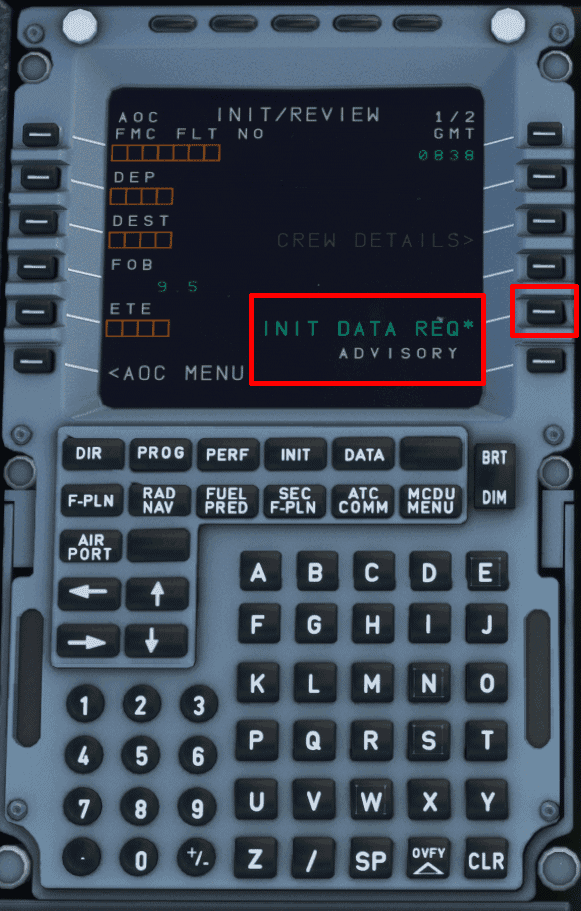 AOC INIT/REVIEW 1/2
FMC FLT NO GMT
0838
DEP
DEST
CREW DETAILS>
FOB
9.5
ETE
INIT DATA REQ*
ADVISORY
<AOC MENU
DIR PROG PERF INIT DATA BRT
F-PLN RAD NAV FUEL PRED SEC F-PLN ATC COMM MCDU MENU DIM
AIR PORT
A B C D E
F G H I J
K L M N O
1 2 3
P Q R S T
4 5 6
U V W X Y
7 8 9
Z / SP OVFY CLR
. 0 +/-